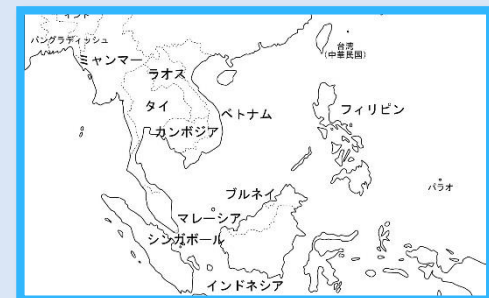 インド
バングラディッシュ
ミャンマー
ラオス
タイ
カンボジア
ベトナム
台湾
(中華民国)
フィリピン
パラオ
ブルネイ
マレーシア
シンガポール
インドネシア